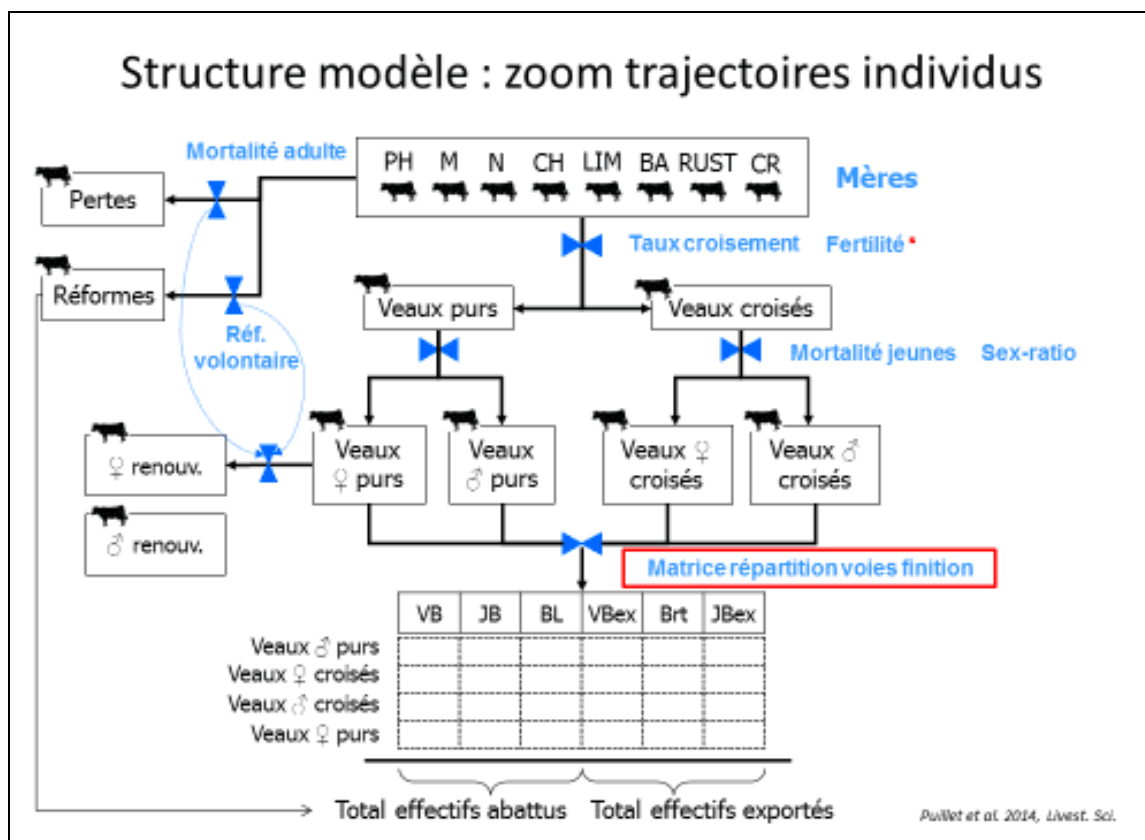 Structure modèle : zoom trajectoires individus
Mortalité adulte
PH M N CH LIM BA RUST CR
Mères
Pertes
Taux croisement Fertilité *
Réformes
Veaux purs
Veaux croisés
Réf.
volontaire
Mortalité jeunes Sex-ratio
♀ renouv.
Veaux
♀ purs
Veaux
♂ purs
Veaux ♀
croisés
Veaux ♂
croisés
♂ renouv.
Matrice répartition voies finition
VB JB BL VBex Brt JBex
Veaux ♂ purs
Veaux ♀ croisés
Veaux ♂ croisés
Veaux ♀ purs
Total effectifs abattus
Total effectifs exportés
Puillet et al. 2014, Livest. Sci.